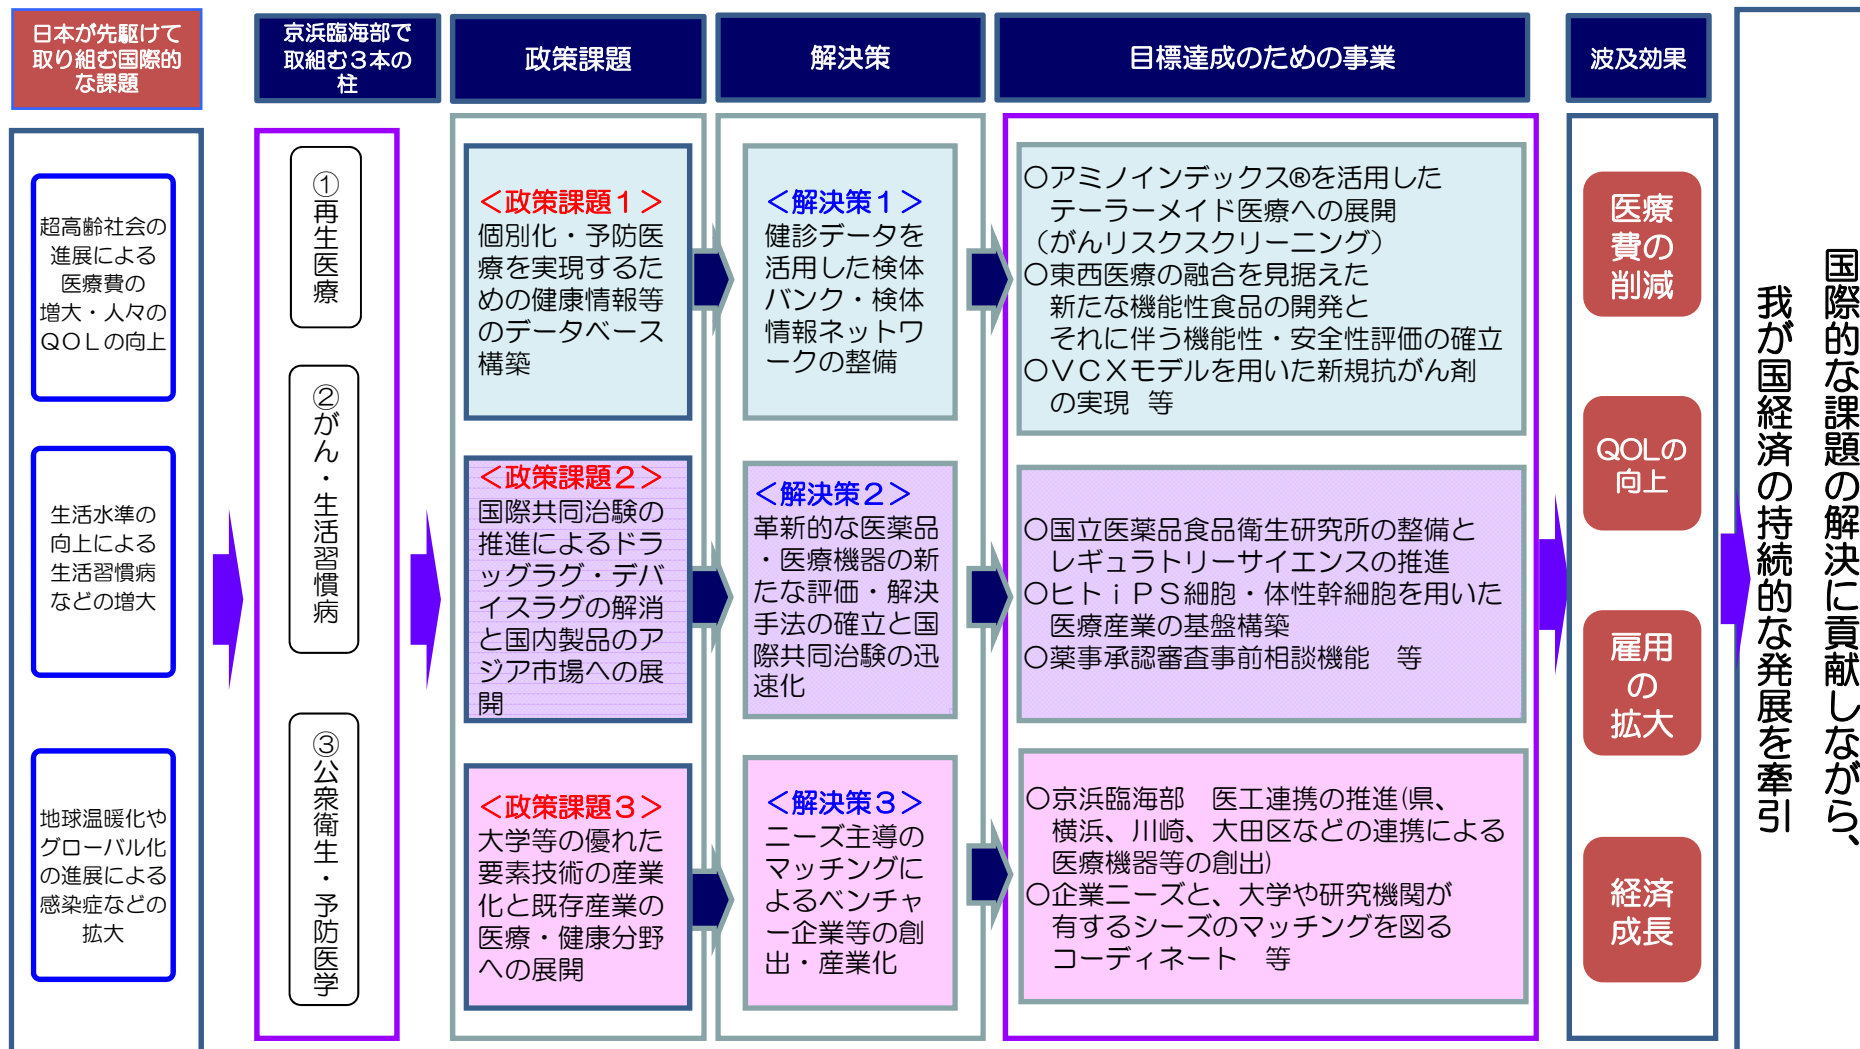 日本が先駆けて
取り組む国際的
な課題
京浜臨海部で
取組む３本の
柱
政策課題
解決策
目標達成のための事業
波及効果
超高齢社会の
進展による
医療費の
増大・人々の
ＱＯＬの向上
生活水準の
向上による
生活習慣病
などの増大
地球温暖化や
グローバル化
の進展による
感染症などの
拡大
①再生医療
②がん・生活習慣病
③公衆衛生・予防医学
＜政策課題１＞
個別化・予防医
療を実現するた
めの健康情報等
のデータベース
構築
＜政策課題２＞
国際共同治験の
推進によるドラ
ッグラグ・デバ
イスラグの解消
と国内製品のア
ジア市場への展
開
＜政策課題３＞
大学等の優れた
要素技術の産業
化と既存産業の
医療・健康分野
への展開
＜解決策１＞
健診データを
活用した検体
バンク・検体
情報ネットワ
ークの整備
＜解決策２＞
革新的な医薬品
・医療機器の新
たな評価・解決
手法の確立と国
際共同治験の迅
速化
＜解決策３＞
ニーズ主導の
マッチングに
よるベンチャ
ー企業等の創
出・産業化
○アミノインデックス®を活用した
テーラーメイド医療への展開
（がんリスクスクリーニング）
○東西医療の融合を見据えた
新たな機能性食品の開発と
それに伴う機能性・安全性評価の確立
○ＶＣＸモデルを用いた新規抗がん剤
の実現 等
○国立医薬品食品衛生研究所の整備と
レギュラトリーサイエンスの推進
○ヒトｉＰＳ細胞・体性幹細胞を用いた
医療産業の基盤構築
○薬事承認審査事前相談機能　等
○京浜臨海部　医工連携の推進(県、
横浜、川崎、大田区などの連携による
医療機器等の創出)
○企業ニーズと、大学や研究機関が
有するシーズのマッチングを図る
コーディネート　等
医療
費の
削減
QOLの
向上
雇用
の
拡大
経済
成長
国際的な課題の解決に貢献しながら、
我が国経済の持続的な発展を牽引